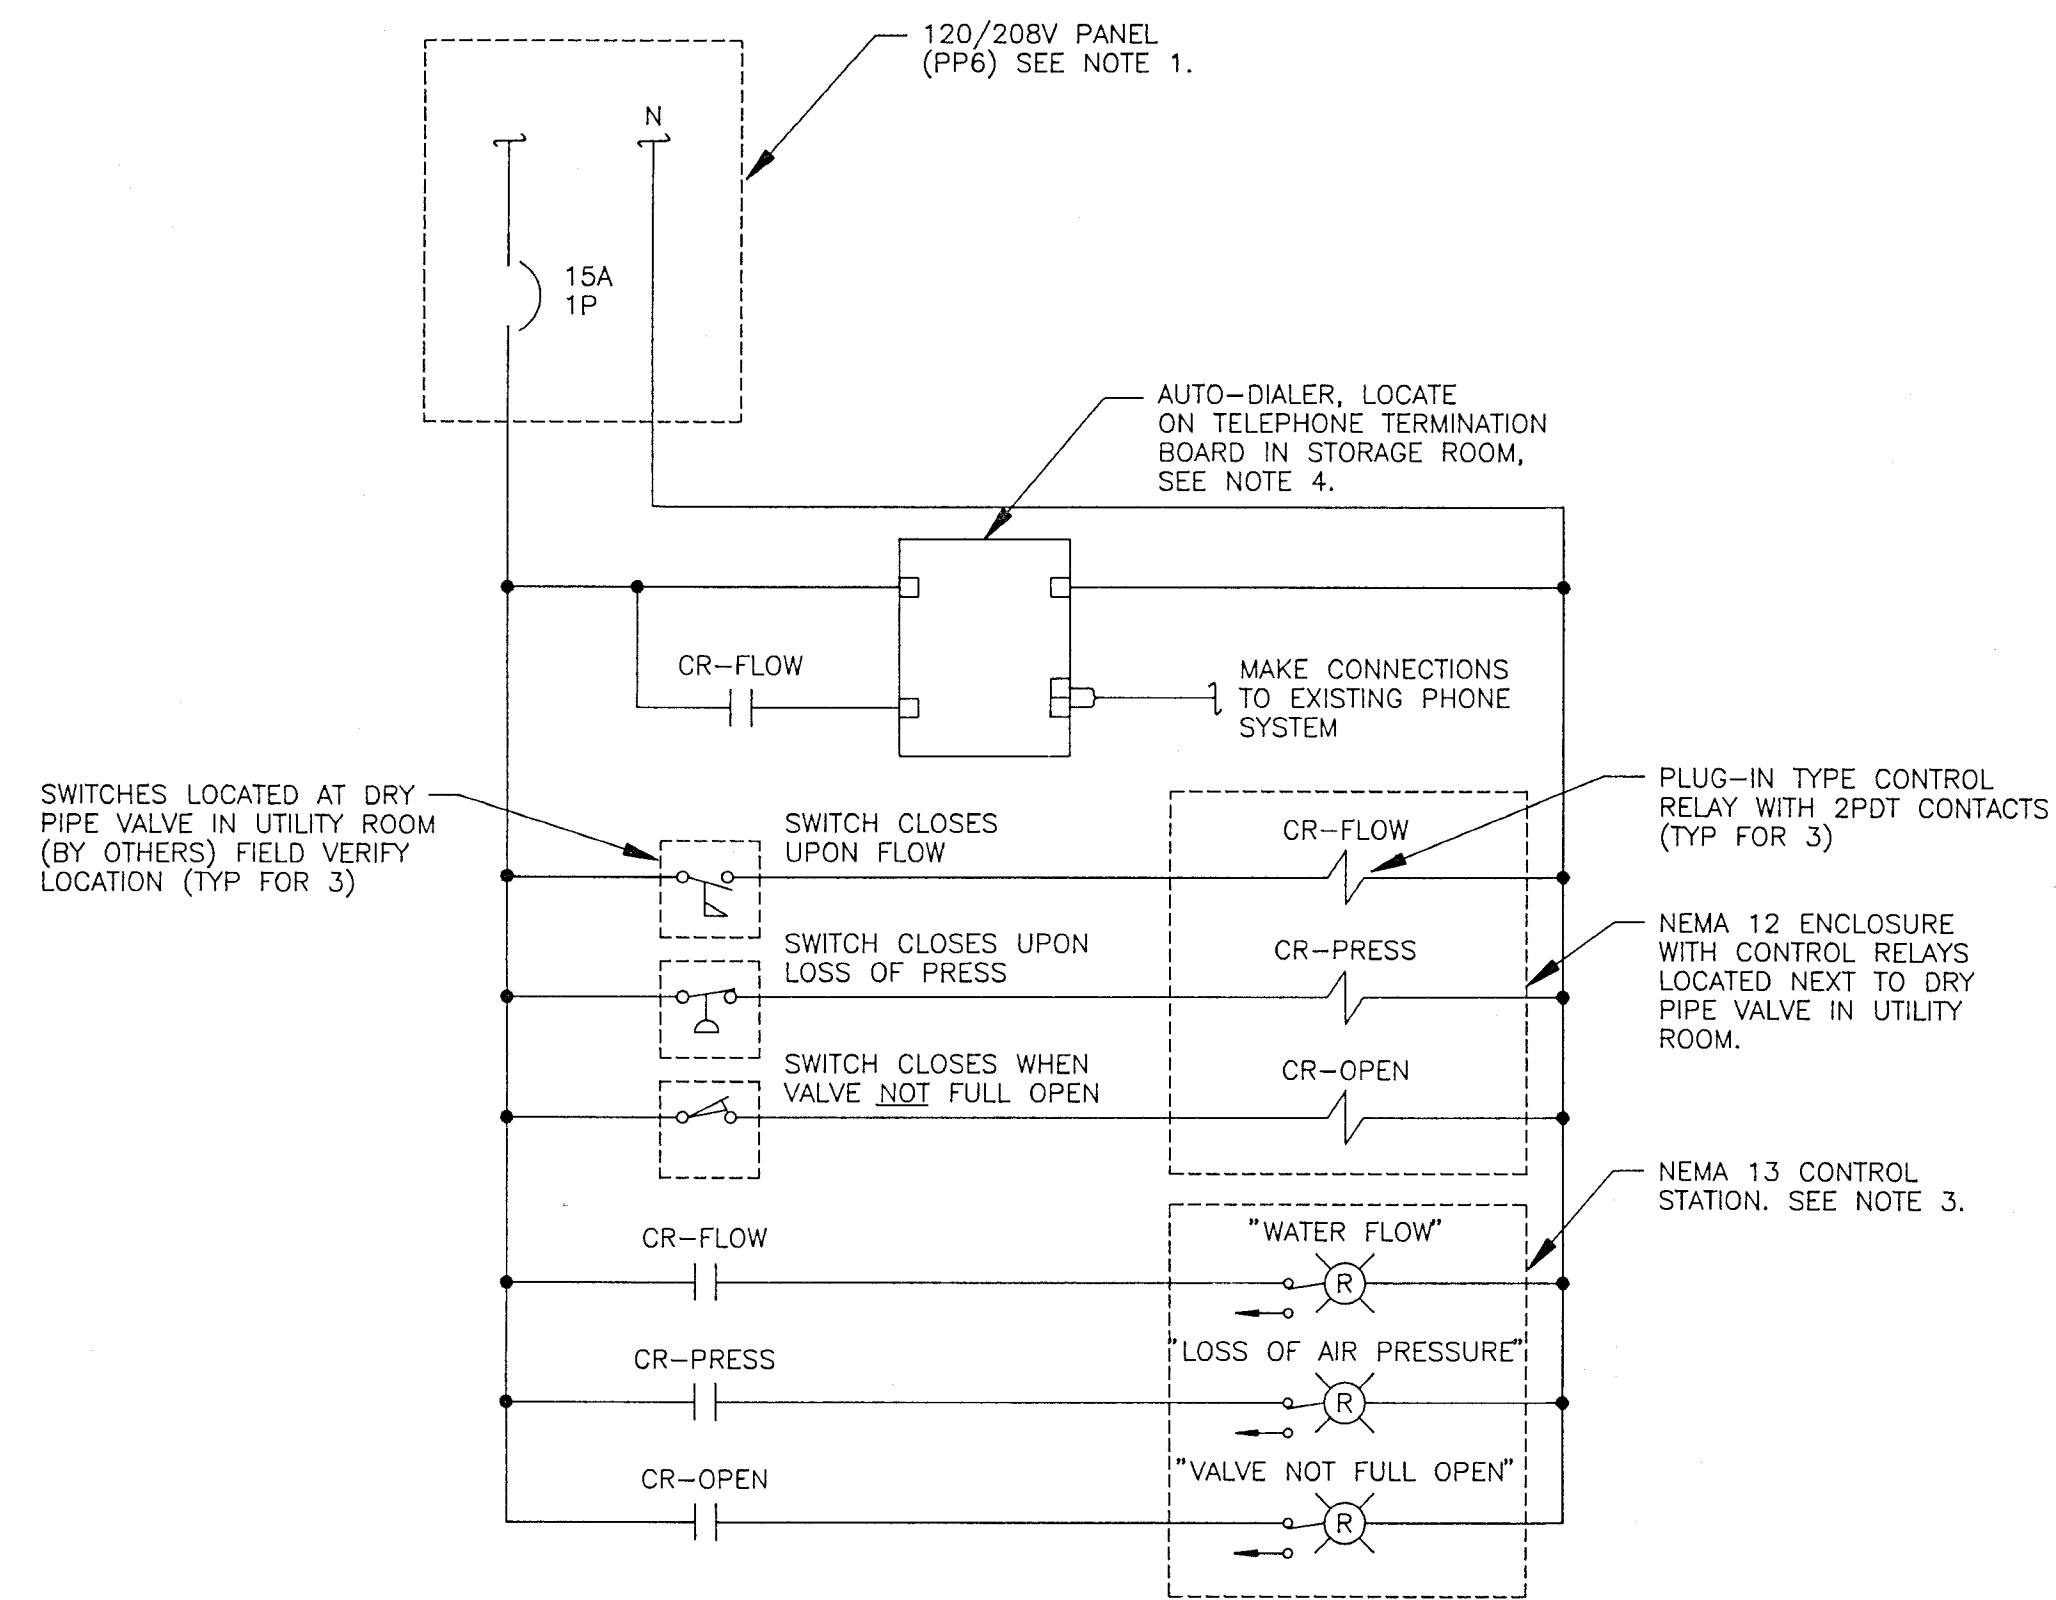 120/208V PANEL
(PP6) SEE NOTE 1.
N
15A
1P
AUTO-DIALER, LOCATE
ON TELEPHONE TERMINATION
BOARD IN STORAGE ROOM,
SEE NOTE 4.
CR-FLOW
MAKE CONNECTIONS
TO EXISTING PHONE
SYSTEM
SWITCHES LOCATED AT DRY
PIPE VALVE IN UTILITY ROOM
(BY OTHERS) FIELD VERIFY
LOCATION (TYP FOR 3)
SWITCH CLOSES
UPON FLOW
CR-FLOW
PLUG-IN TYPE CONTROL
RELAY WITH 2PDT CONTACTS
(TYP FOR 3)
SWITCH CLOSES UPON
LOSS OF PRESS
CR-PRESS
NEMA 12 ENCLOSURE
WITH CONTROL RELAYS
LOCATED NEXT TO DRY
PIPE VALVE IN UTILITY
ROOM.
SWITCH CLOSES WHEN
VALVE NOT FULL OPEN
CR-OPEN
NEMA 13 CONTROL
STATION. SEE NOTE 3.
CR-FLOW
"WATER FLOW"
R
CR-PRESS
"LOSS OF AIR PRESSURE"
R
CR-OPEN
"VALVE NOT FULL OPEN"
R